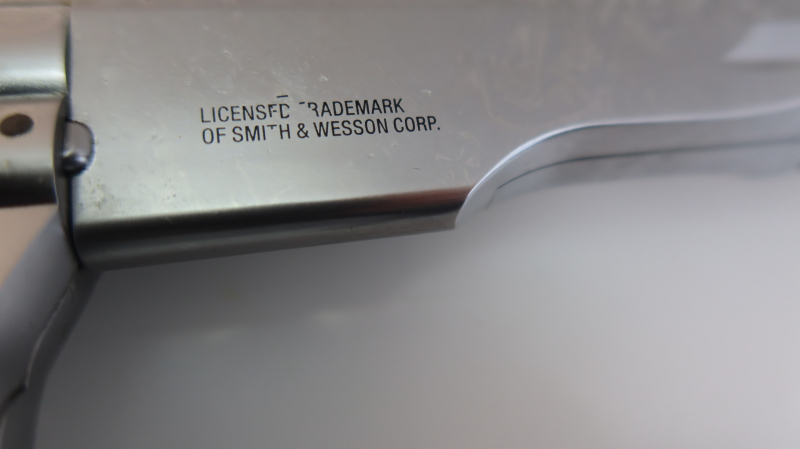 LICENSED TRADEMARK
OF SMITH & WESSON CORP.